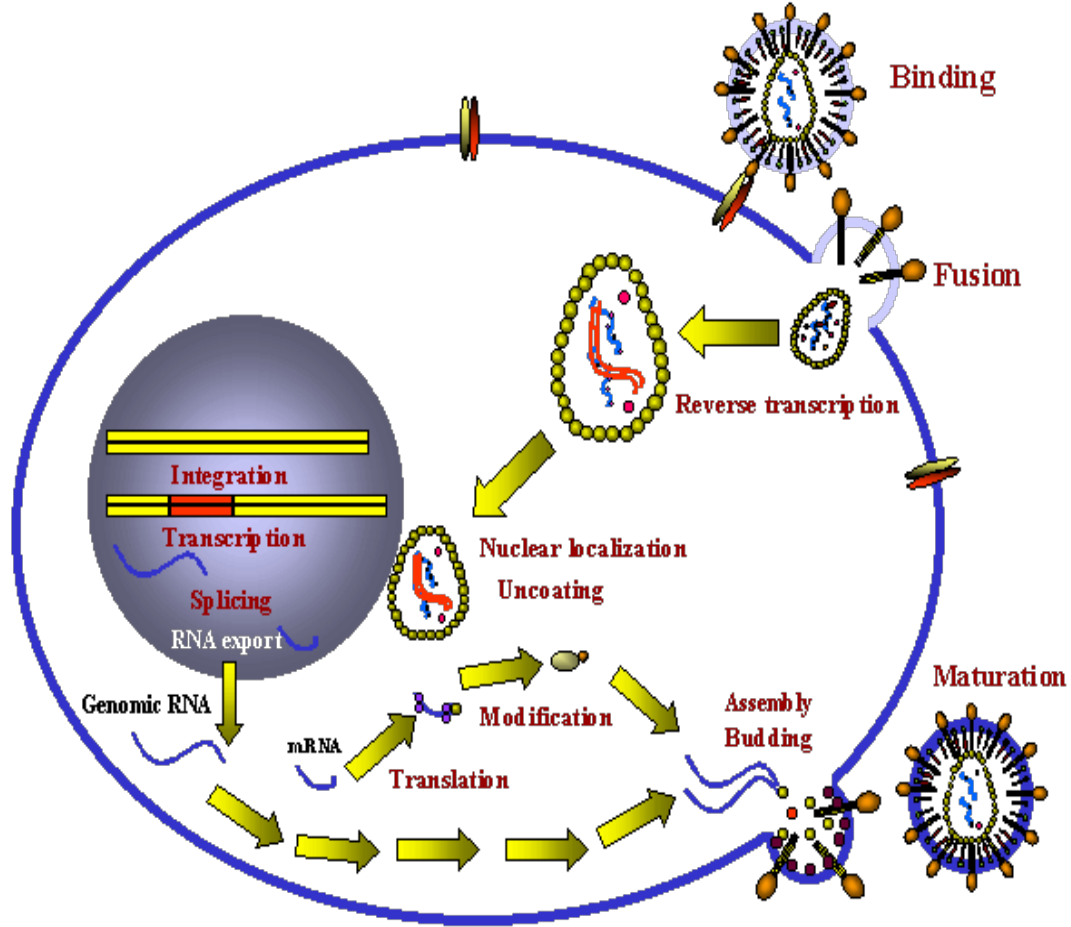 Binding
Fusion
Reverse transcription
Integration
Transcription
Nuclear localization
Uncoating
Splicing
RNA export
Genomic RNA
mRNA
Translation
Modification
Assembly
Budding
Maturation